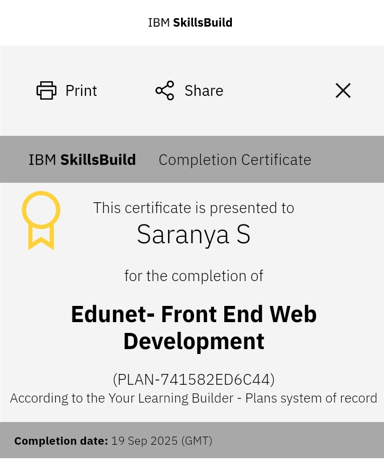 IBM SkillsBuild
Print Share
IBM SkillsBuild Completion Certificate
This certificate is presented to
Saranya S
for the completion of
Edunet- Front End Web
Development
(PLAN-741582ED6C44)
According to the Your Learning Builder - Plans system of record
Completion date: 19 Sep 2025 (GMT)